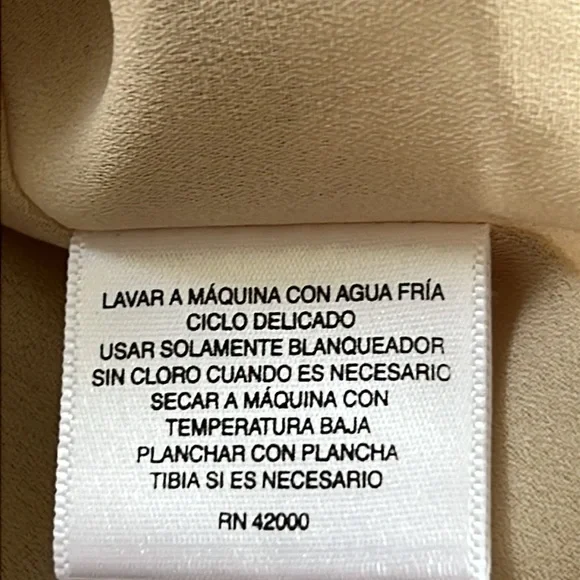 LAVAR A MÁQUINA CON AGUA FRÍA
CICLO DELICADO
USAR SOLAMENTE BLANQUEADOR
SIN CLORO CUANDO ES NECESARIO
SECAR A MÁQUINA CON
TEMPERATURA BAJA
PLANCHAR CON PLANCHA
TIBIA SI ES NECESARIO
RN 42000